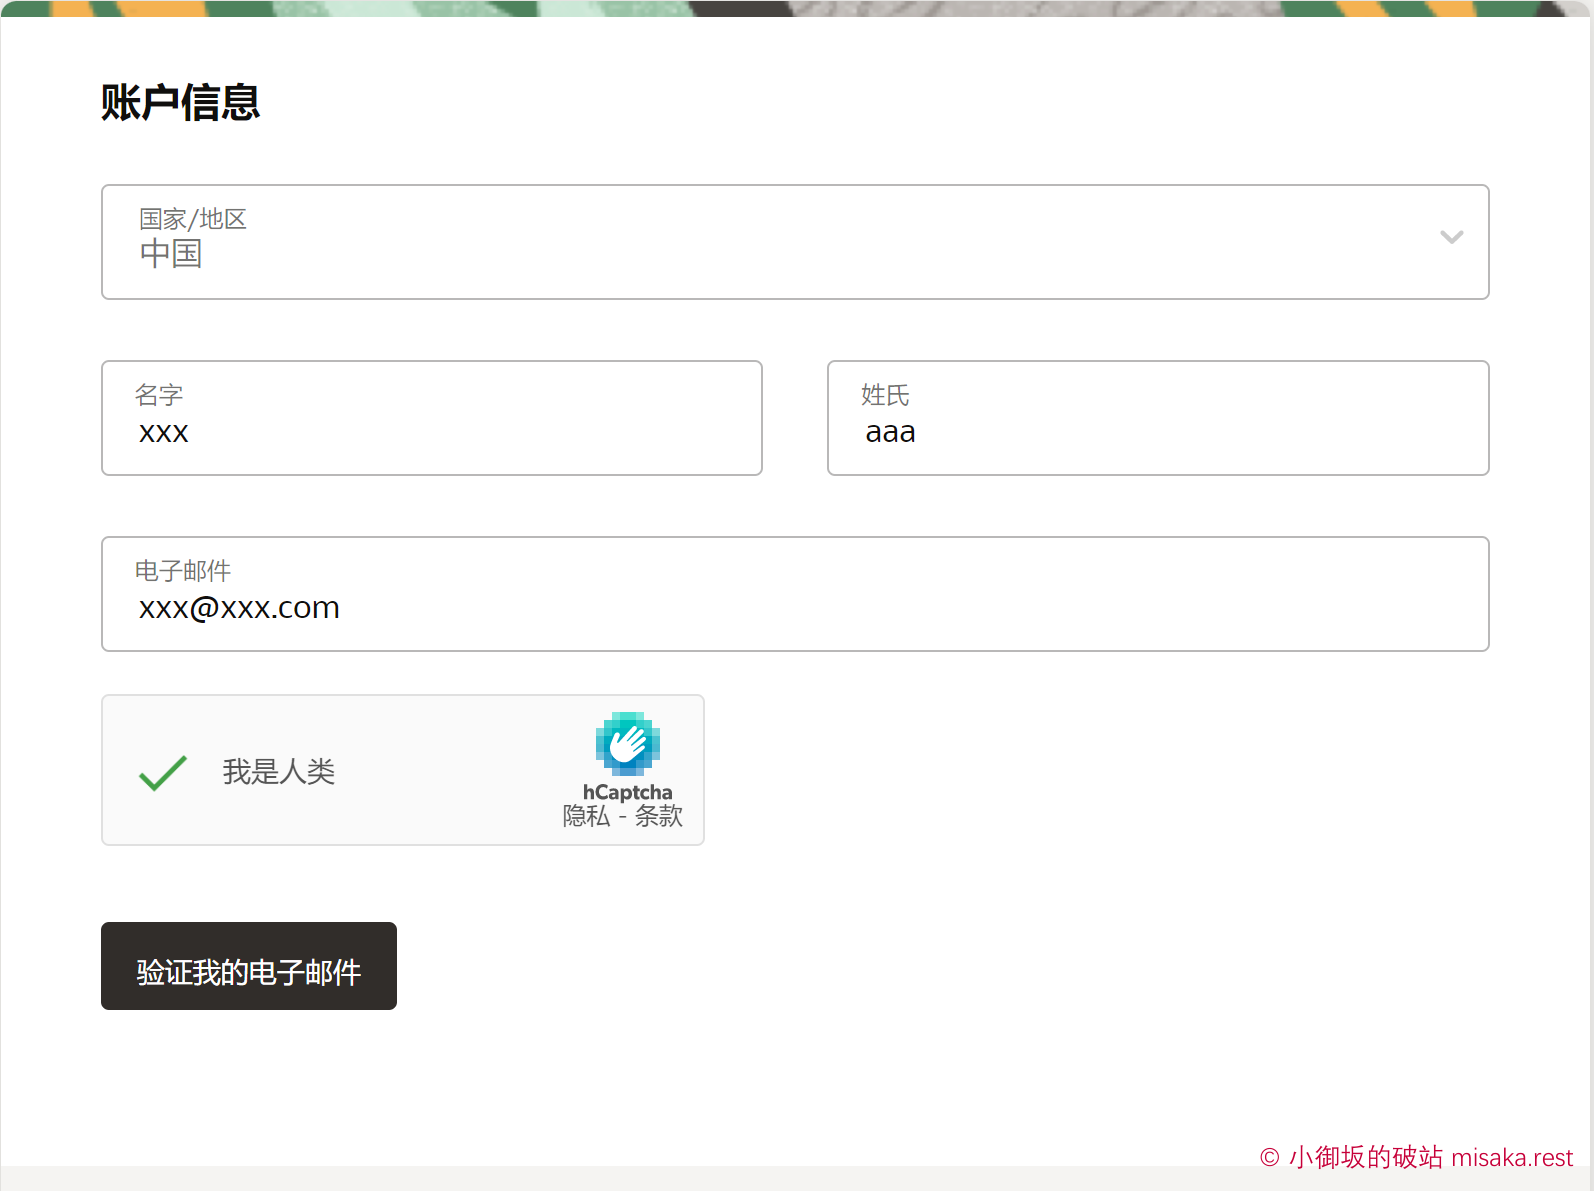 账户信息
国家/地区
中国
名字
xxx
姓氏
aaa
电子邮件
xxx@xxx.com
我是人类
hCaptcha
隐私 - 条款
验证我的电子邮件
© 小御坂的破站 misaka.rest